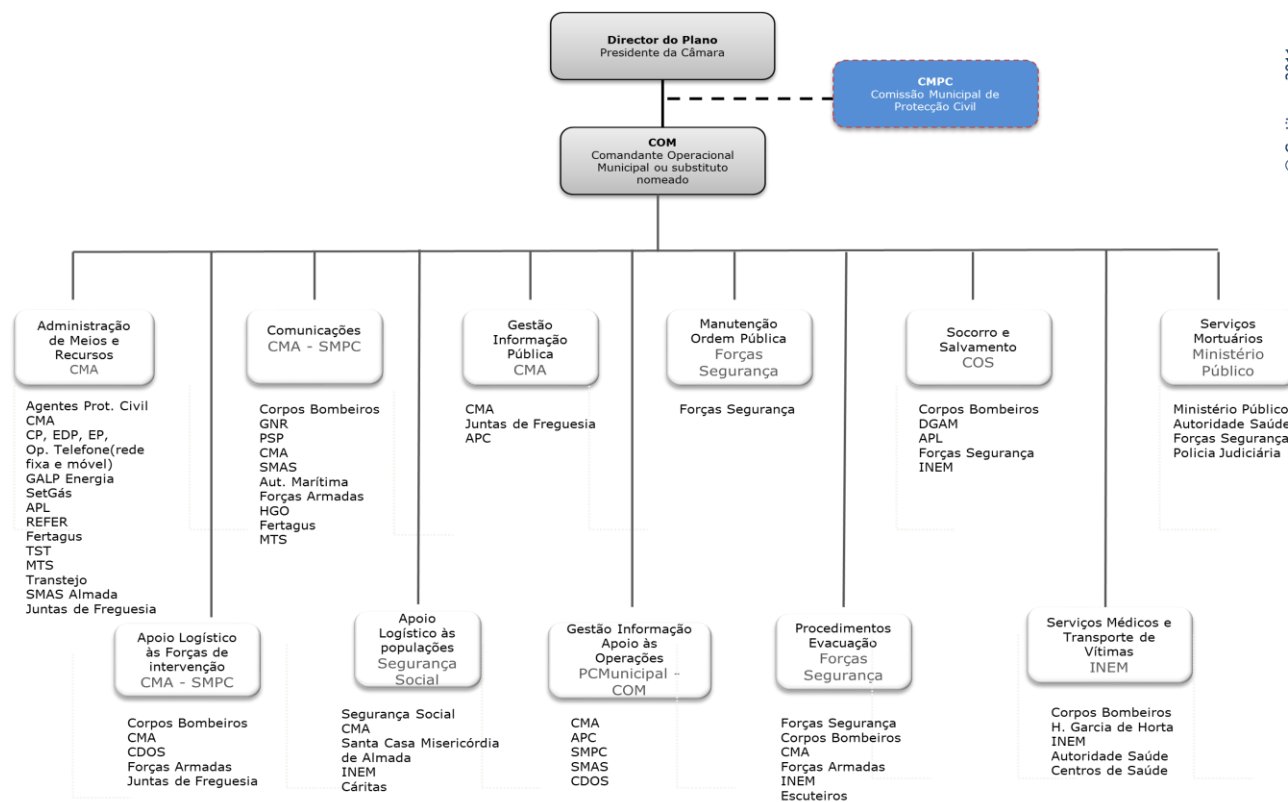 Director do Plano
Presidente da Câmara
CMPC
Comissão Municipal de
Protecção Civil
COM
Comandante Operacional
Municipal ou substituto
nomeado
Administração
de Meios e
Recursos
CMA
Agentes Prot. Civil
CMA
CP, EDP, EP,
Op. Telefone(rede
fixa e móvel)
GALP Energia
SetGás
APL
REFER
Fertagus
TST
MTS
Transtejo
SMAS Almada
Juntas de Freguesia
Comunicações
CMA - SMPC
Corpos Bombeiros
GNR
PSP
CMA
SMAS
Aut. Marítima
Forças Armadas
HGO
Fertagus
MTS
Gestão
Informação
Pública
CMA
CMA
Juntas de Freguesia
APC
Manutenção
Ordem Pública
Forças
Segurança
Forças Segurança
Socorro e
Salvamento
COS
Corpos Bombeiros
DGAM
APL
Forças Segurança
INEM
Serviços
Mortuários
Ministério
Público
Ministério Público
Autoridade Saúde
Forças Segurança
Policia Judiciária
Apoio Logístico
às Forças de
intervenção
CMA - SMPC
Corpos Bombeiros
CMA
CDOS
Forças Armadas
Juntas de Freguesia
Apoio
Logístico às
populações
Segurança
Social
Segurança Social
CMA
Santa Casa Misericórdia
de Almada
INEM
Cáritas
Gestão Informação
Apoio às
Operações
PCMunicipal -
COM
CMA
APC
SMPC
SMAS
CDOS
Procedimentos
Evacuação
Forças
Segurança
Forças Segurança
Corpos Bombeiros
CMA
Forças Armadas
INEM
Escuteiros
Serviços Médicos e
Transporte de
Vítimas
INEM
Corpos Bombeiros
H. Garcia de Horta
INEM
Autoridade Saúde
Centros de Saúde